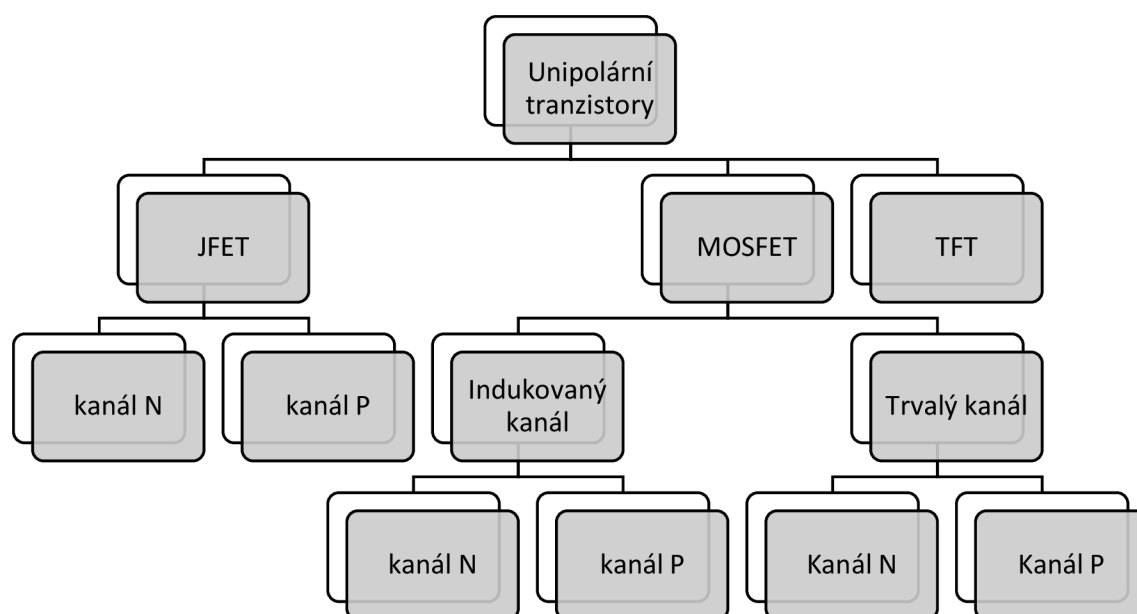 Unipolární
tranzistory
JFET
MOSFET
TFT
kanál N
kanál P
Indukovaný
kanál
Trvalý kanál
kanál N
kanál P
Kanál N
Kanál P